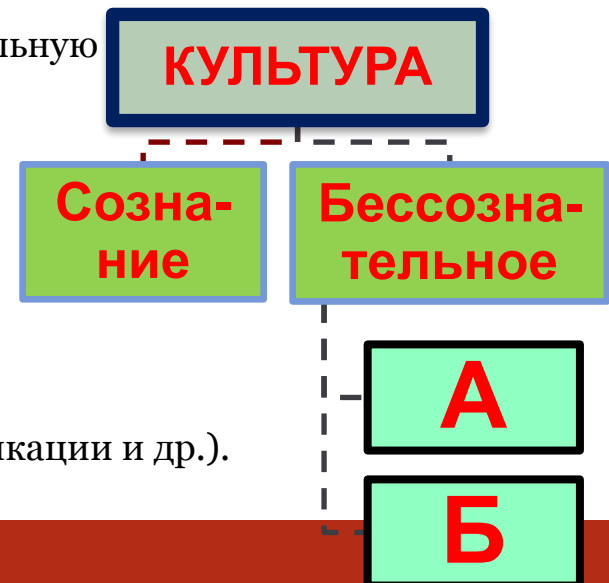 льную
КУЛЬТУРА
Созна-
ние
Бессозна-
тельное
А
икации и др.).
Б